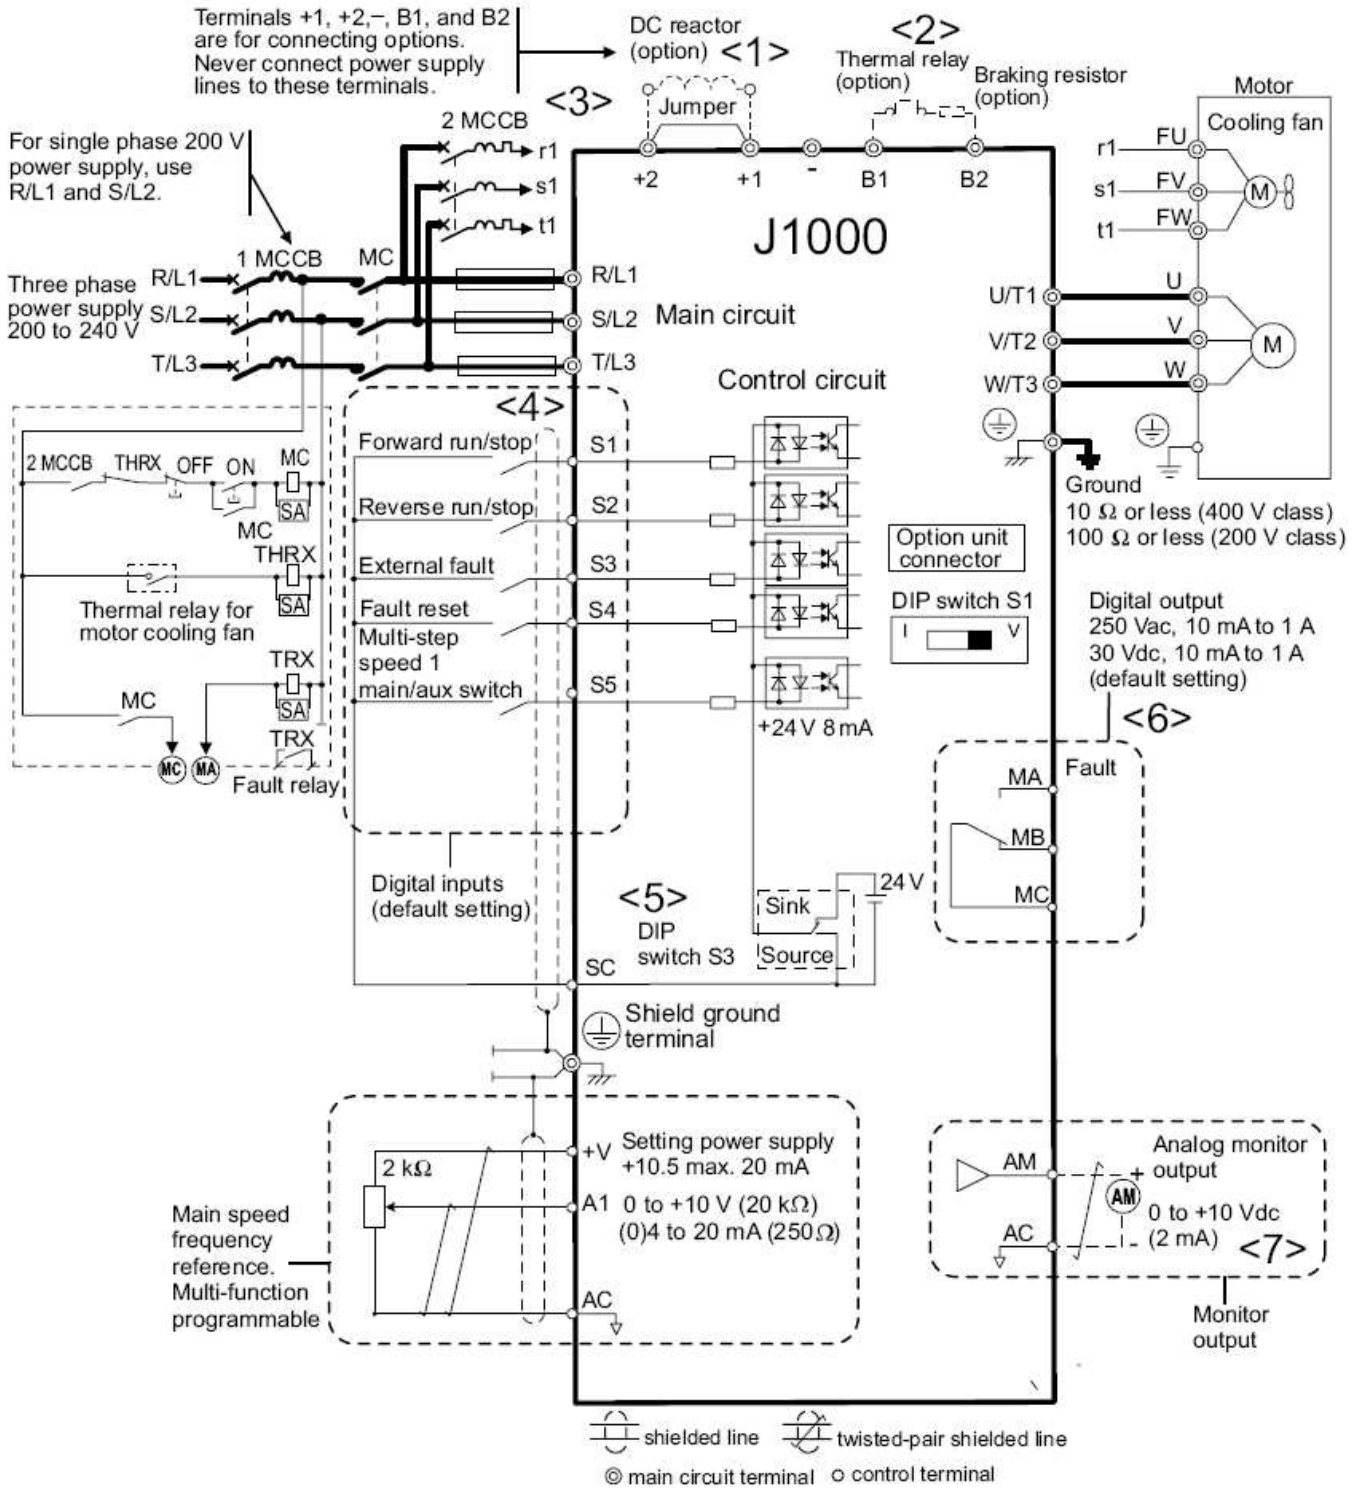 Terminals +1, +2,−, B1, and B2
are for connecting options.
Never connect power supply
lines to these terminals.
DC reactor
(option) <1>
Jumper
<2>
Thermal relay
(option)
Braking resistor
(option)
<3>
For single phase 200 V
power supply, use
R/L1 and S/L2.
2 MCCB
r1
s1
t1
+2
+1
-
B1
B2
J1000
Motor
Cooling fan
r1
FU
s1
FV
t1
FW
M
1 MCCB
MC
Three phase
power supply
200 to 240 V
R/L1
S/L2
T/L3
R/L1
S/L2
T/L3
Main circuit
U/T1
V/T2
W/T3
U
V
W
M
Control circuit
<4>
Forward run/stop
S1
Reverse run/stop
S2
External fault
S3
Fault reset
S4
Multi-step
speed 1
main/aux switch
S5
+24 V 8 mA
2 MCCB
THRX
OFF
ON
MC
SA
MC
THRX
SA
Thermal relay for
motor cooling fan
TRX
SA
MC
TRX
MC
MA
Fault relay
Ground
10 Ω or less (400 V class)
100 Ω or less (200 V class)
Option unit
connector
DIP switch S1
I
V
Digital output
250 Vac, 10 mA to 1 A
30 Vdc, 10 mA to 1 A
(default setting)
<6>
Fault
MA
MB
MC
Digital inputs
(default setting)
<5>
DIP
switch S3
Sink
Source
24 V
SC
Shield ground
terminal
2 kΩ
+V
Setting power supply
+10.5 max. 20 mA
A1
0 to +10 V (20 kΩ)
(0)4 to 20 mA (250Ω)
AC
Main speed
frequency
reference.
Multi-function
programmable
AM
AC
+
AM
-
Analog monitor
output
0 to +10 Vdc
(2 mA)
<7>
Monitor
output
shielded line
twisted-pair shielded line
main circuit terminal
control terminal